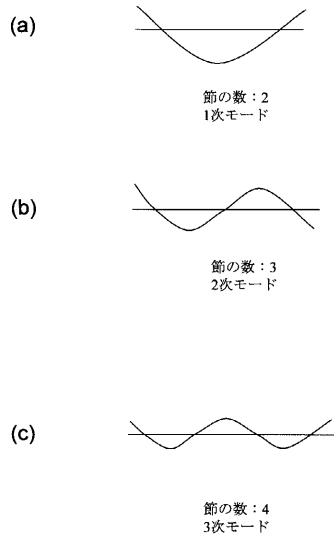 (a)
節の数：2
1次モード
(b)
節の数：3
2次モード
(c)
節の数：4
3次モード